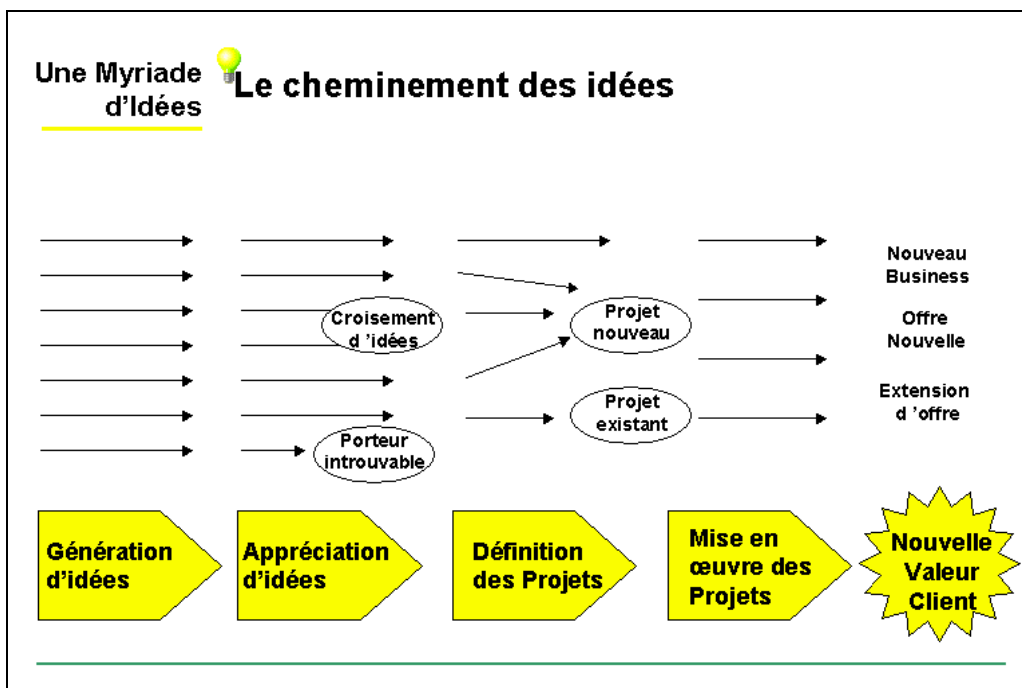 Une Myriade
d'Idées
Le cheminement des idées
Nouveau
Business
Croisement
d 'idées
Projet
nouveau
Offre
Nouvelle
Projet
existant
Extension
d 'offre
Porteur
introuvable
Génération
d'idées
Appréciation
d'idées
Définition
des Projets
Mise en
œuvre des
Projets
Nouvelle
Valeur
Client